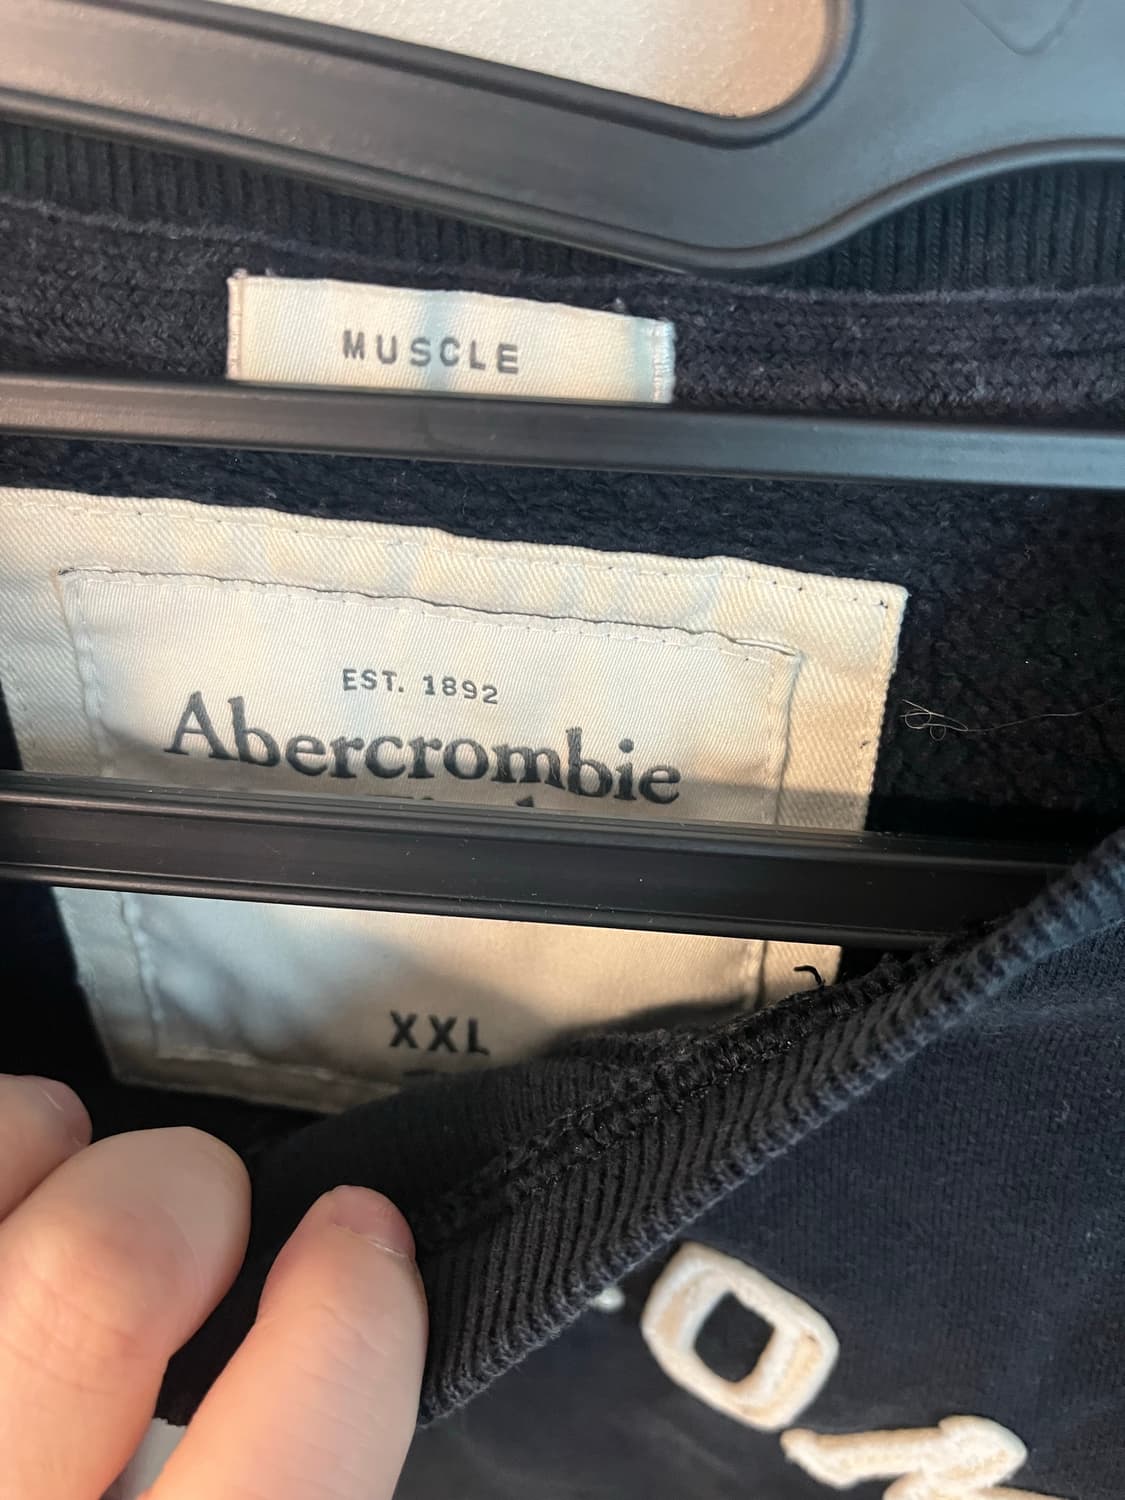 MUSCLE
EST. 1892
Abercrombie
XXL
O